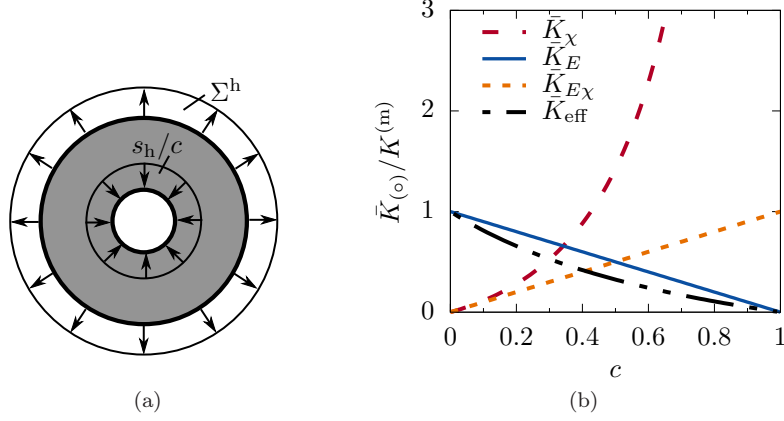 Σʰ
s_h/c
(a)
K̄_(∘)/K^(m)
3
2
1
0
K̄_χ
K̄_E
K̄_Eχ
K̄_eff
0 0.2 0.4 0.6 0.8 1
c
(b)